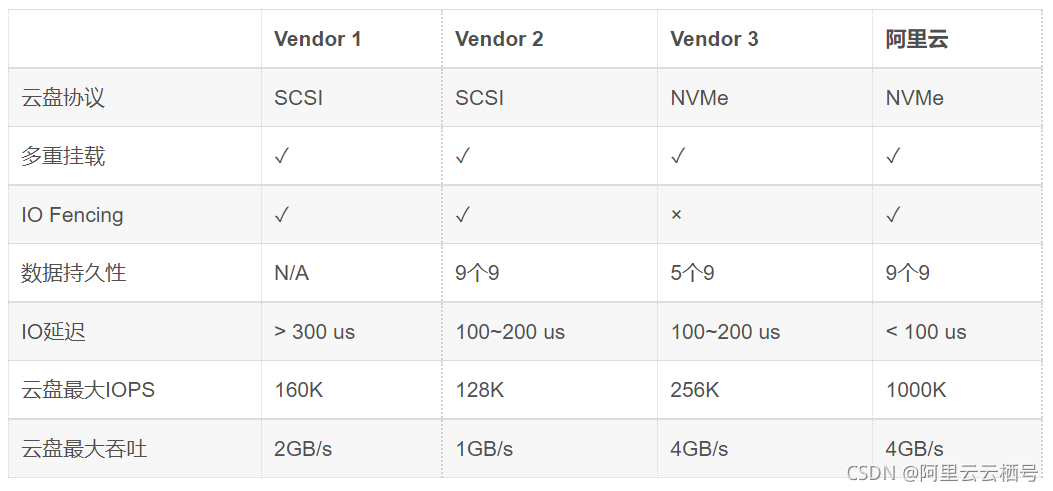 Vendor 1 Vendor 2 Vendor 3 阿里云
云盘协议 SCSI SCSI NVMe NVMe
多重挂载 ✓ ✓ ✓ ✓
IO Fencing ✓ ✓ × ✓
数据持久性 N/A 9个9 5个9 9个9
IO延迟 > 300 us 100~200 us 100~200 us < 100 us
云盘最大IOPS 160K 128K 256K 1000K
云盘最大吞吐 2GB/s 1GB/s 4GB/s 4GB/s
CSDN @阿里云云栖号